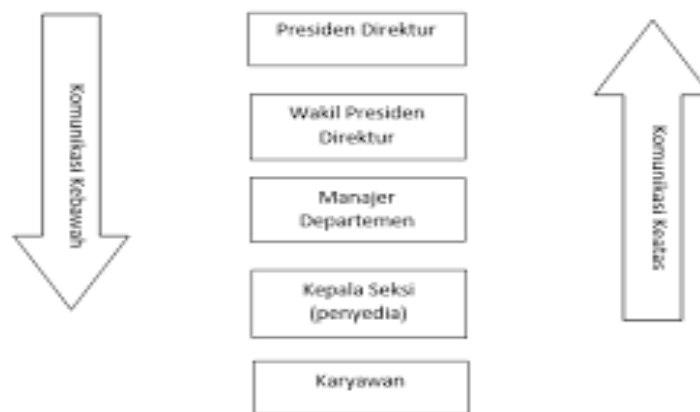 Presiden Direktur
Komunikasi Kebawah
Wakil Presiden
Direktur
Komunikasi Keatas
Manajer
Departemen
Kepala Seksi
(penyedia)
Karyawan